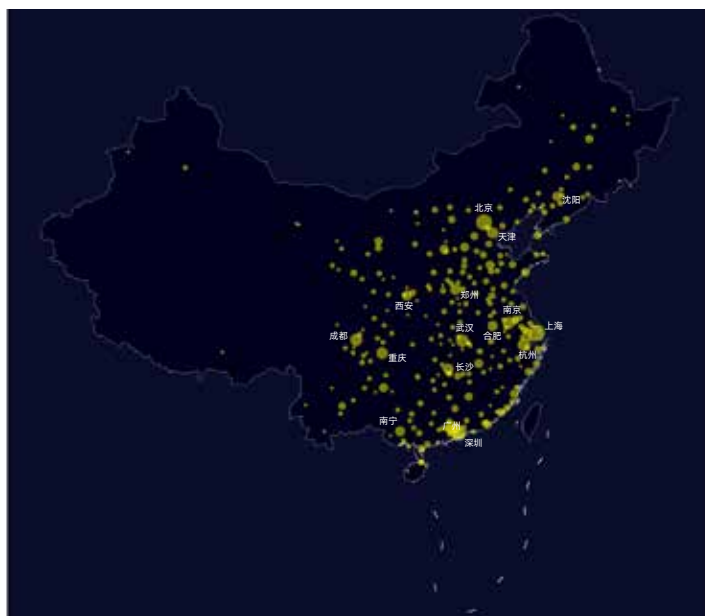 沈阳
北京
天津
郑州
西安
南京
武汉
上海
成都
合肥
重庆
杭州
长沙
南宁
广州
深圳